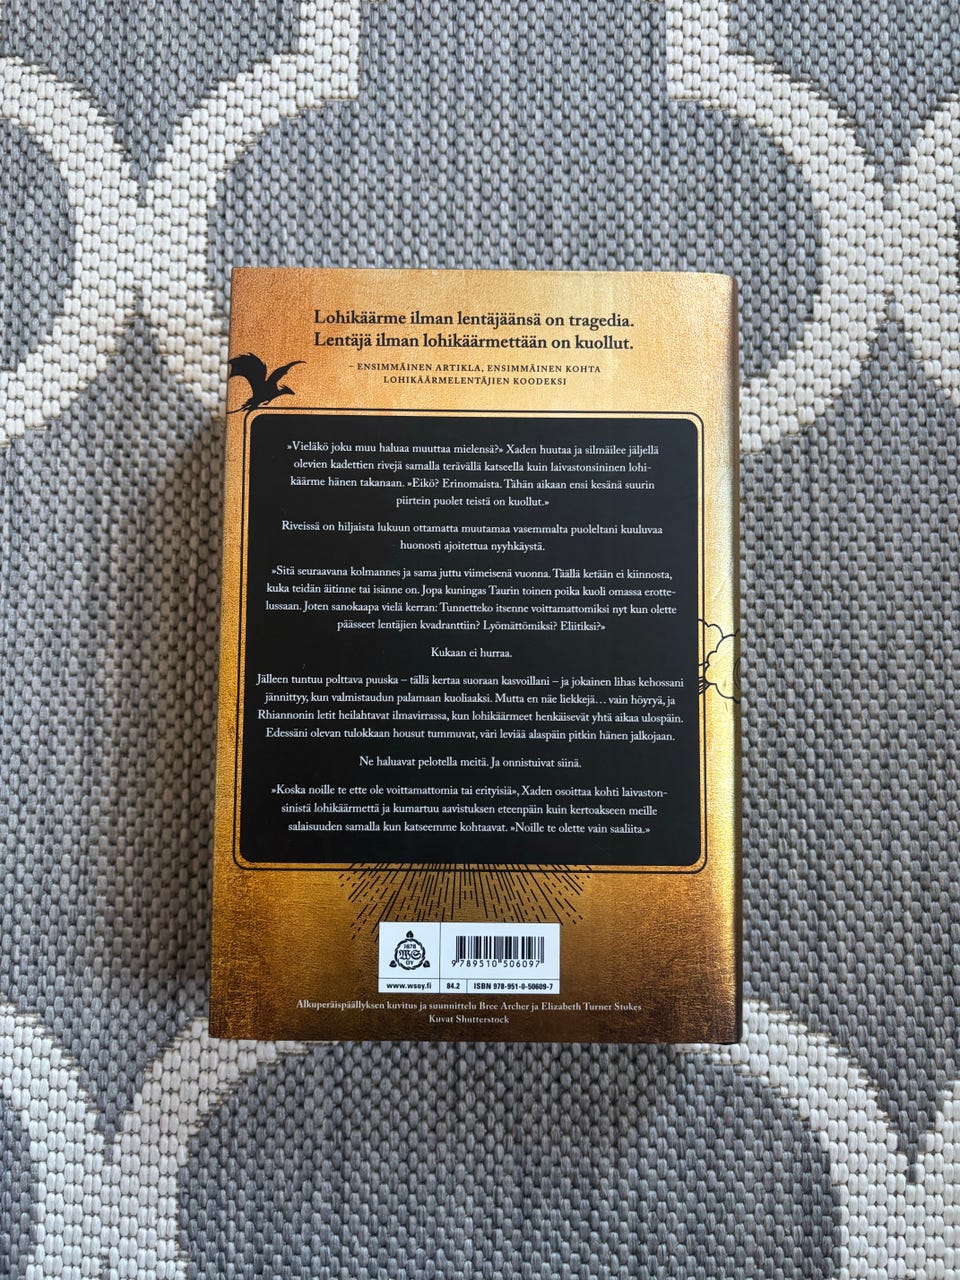 Lohikäärme ilman lentäjäänsä on tragedia.
Lentäjä ilman lohikäärmettään on kuollut.
– ENSIMMÄINEN ARTIKLA, ENSIMMÄINEN KOHTA
LOHIKÄÄRMELENTÄJIEN KOODEKSI
»Vieläkö joku muu haluaa muuttaa mielensä?» Xaden huutaa ja silmäilee jäljellä
olevien kadettien rivejä samalla terävällä katseella kuin laivastonsininen lohi-
käärme hänen takanaan. »Eikö? Erinomaista. Tähän aikaan ensi kesänä suurin
piirtein puolet teistä on kuollut.»
Riveissä on hiljaista lukuun ottamatta muutamaa vasemmalta puoleltani kuuluvaa
huonosti ajoitettua nyyhkäystä.
»Sitä seuraavana kolmannes ja sama juttu viimeisenä vuonna. Täällä ketään ei kiinnosta,
kuka teidän äitinne tai isänne on. Jopa kuningas Taurin toinen poika kuoli omassa erotte-
lussaan. Joten sanokaapa vielä kerran: Tunnetteko itsenne voittamattomiksi nyt kun olette
päässeet lentäjien kvadranttiin? Lyömättömiksi? Eliitiksi?»
Kukaan ei hurraa.
Jälleen tuntuu polttava puuska – tällä kertaa suoraan kasvoillani – ja jokainen lihas kehossani
jännittyy, kun valmistaudun palamaan kuoliaaksi. Mutta en näe liekkejä… vain höyryä, ja
Rhiannonin letit heilahtavat ilmavirrassa, kun lohikäärmeet henkäisevät yhtä aikaa ulospäin.
Edessäni olevan tulokkaan housut tummuvat, väri leviää alaspäin pitkin hänen jalkojaan.
Ne haluavat pelotella meitä. Ja onnistuivat siinä.
»Koska noille te ette ole voittamattomia tai erityisiä», Xaden osoittaa kohti laivaston-
sinistä lohikäärmettä ja kumartuu aavistuksen eteenpäin kuin kertoakseen meille
salaisuuden samalla kun katseemme kohtaavat. »Noille te olette vain saaliita.»
1878
WS
OY
9 789510 506097
www.wsoy.fi
84.2
ISBN 978-951-0-50609-7
Alkuperäispäällyksen kuvitus ja suunnittelu Bree Archer ja Elizabeth Turner Stokes
Kuvat Shutterstock